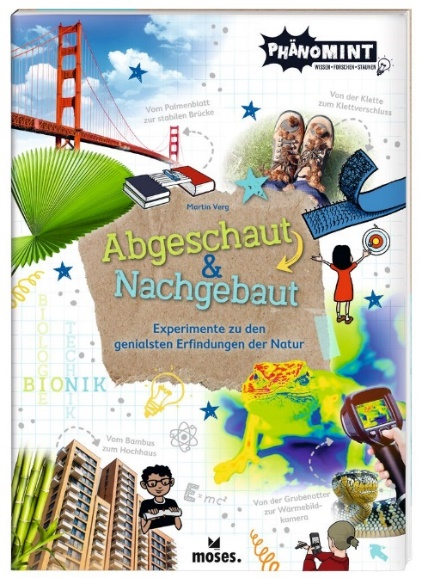 PHÄNOMINT
WISSEN • FORSCHEN • STAUNEN
Vom Palmenblatt
zur stabilen Brücke
Von der Klette
zum Klettverschluss
Martin Verg
Abgeschaut
&
Nachgebaut
Experimente zu den
genialsten Erfindungen der Natur
BIOLOGIE
TECHNIK
BIONIK
Vom Bambus
zum Hochhaus
E=mc²
Von der Grubenotter
zur Wärmebild-
kamera
moses.